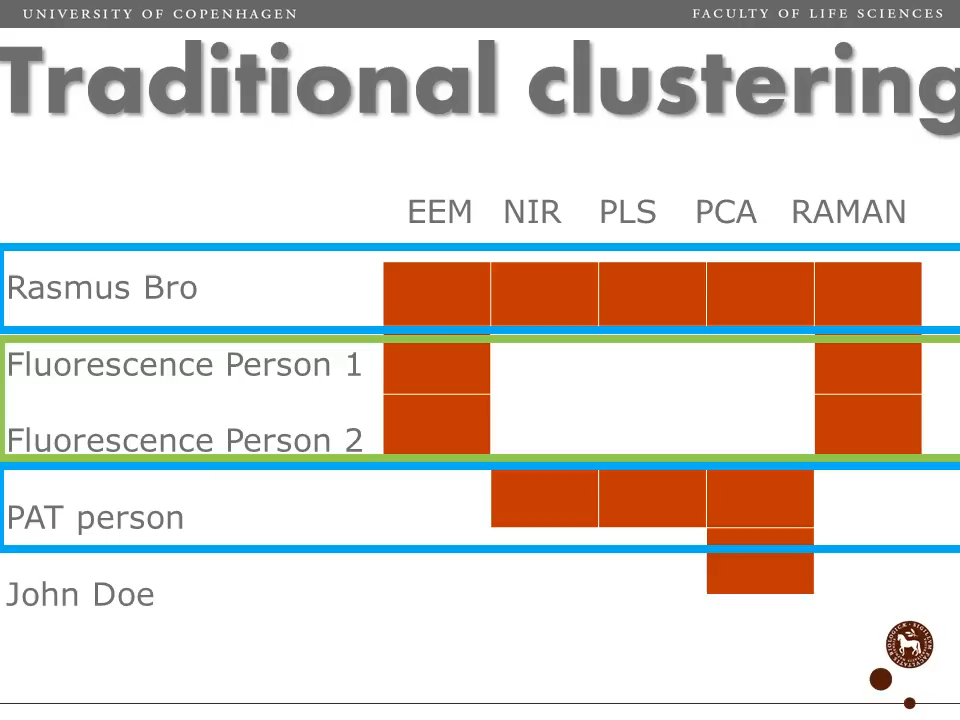 UNIVERSITY OF COPENHAGEN FACULTY OF LIFE SCIENCES
Traditional clustering
EEM NIR PLS PCA RAMAN
Rasmus Bro
Fluorescence Person 1
Fluorescence Person 2
PAT person
John Doe